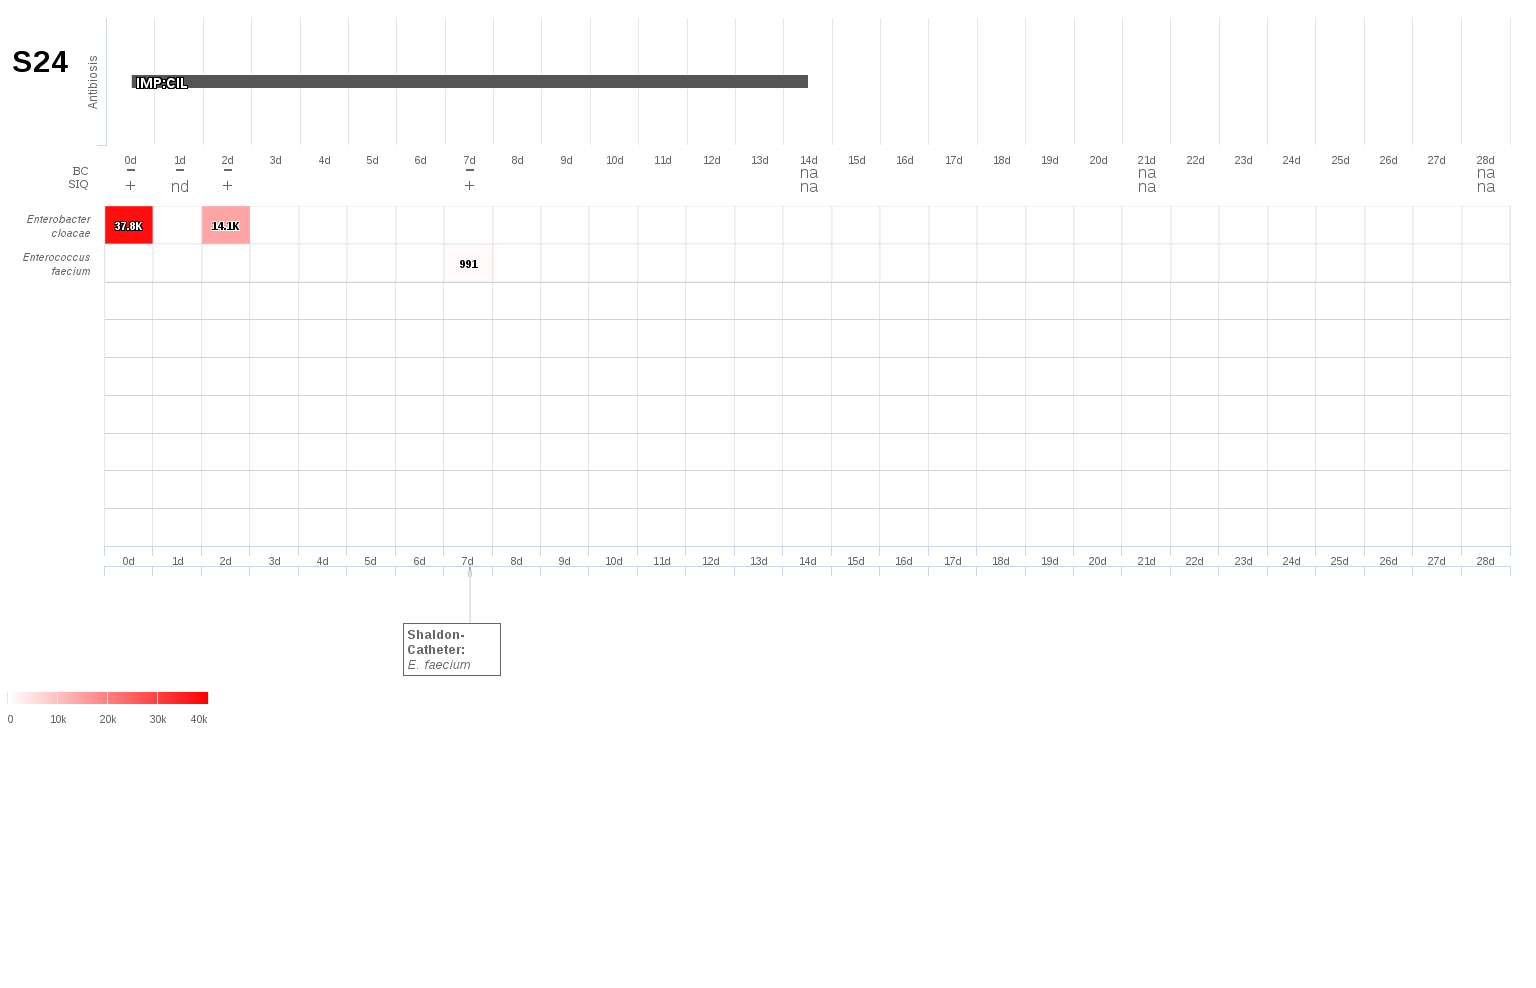 S24
Antibiosis
IMP:CIL
0d 1d 2d 3d 4d 5d 6d 7d 8d 9d 10d 11d 12d 13d 14d 15d 16d 17d 18d 19d 20d 21d 22d 23d 24d 25d 26d 27d 28d
BC – – – – na na na
SIQ + nd + + na na na
Enterobacter
cloacae
37.8K 14.1K
Enterococcus
faecium
991
0d 1d 2d 3d 4d 5d 6d 7d 8d 9d 10d 11d 12d 13d 14d 15d 16d 17d 18d 19d 20d 21d 22d 23d 24d 25d 26d 27d 28d
Shaldon-
Catheter:
E. faecium
0 10k 20k 30k 40k